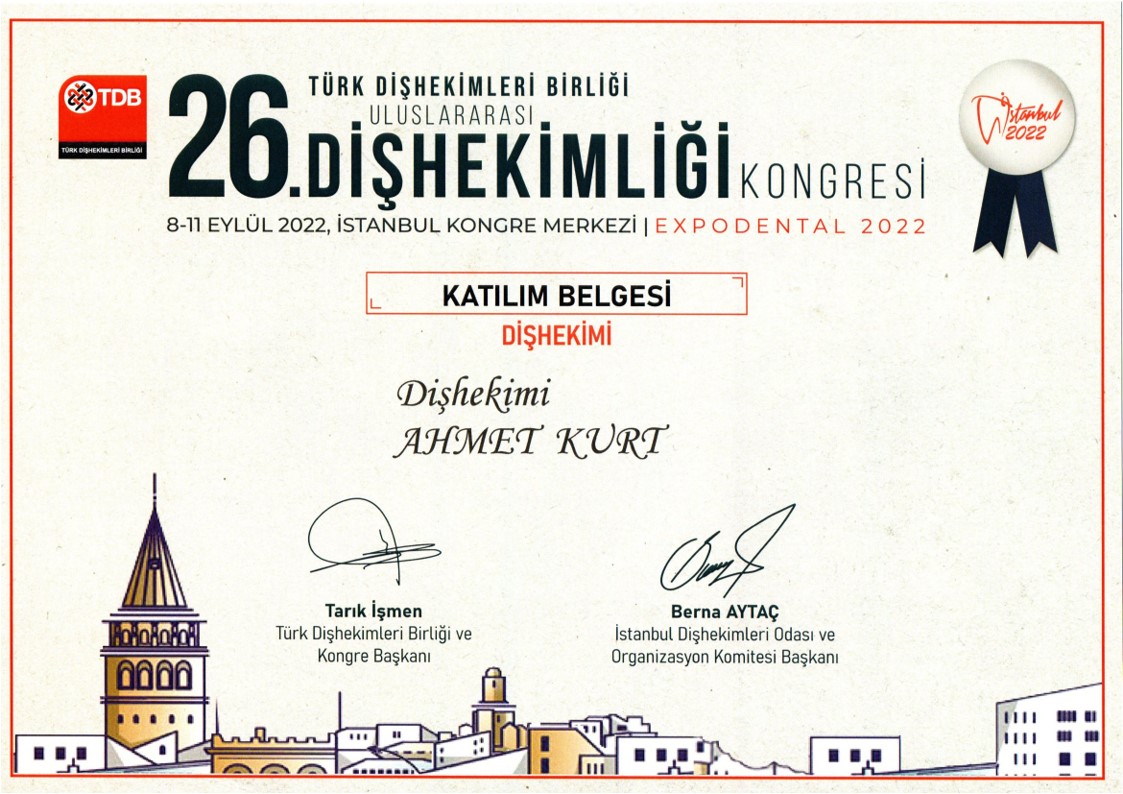 TDB
TÜRK DİŞHEKİMLERİ BİRLİĞİ
TÜRK DİŞHEKİMLERİ BİRLİĞİ
ULUSLARARASI
26.DİŞHEKİMLİĞİ KONGRESİ
8-11 EYLÜL 2022, İSTANBUL KONGRE MERKEZİ | EXPODENTAL 2022
İstanbul
2022
KATILIM BELGESİ
DİŞHEKİMİ
Dişhekimi
AHMET KURT
Tarık İşmen
Türk Dişhekimleri Birliği ve
Kongre Başkanı
Berna AYTAÇ
İstanbul Dişhekimleri Odası ve
Organizasyon Komitesi Başkanı